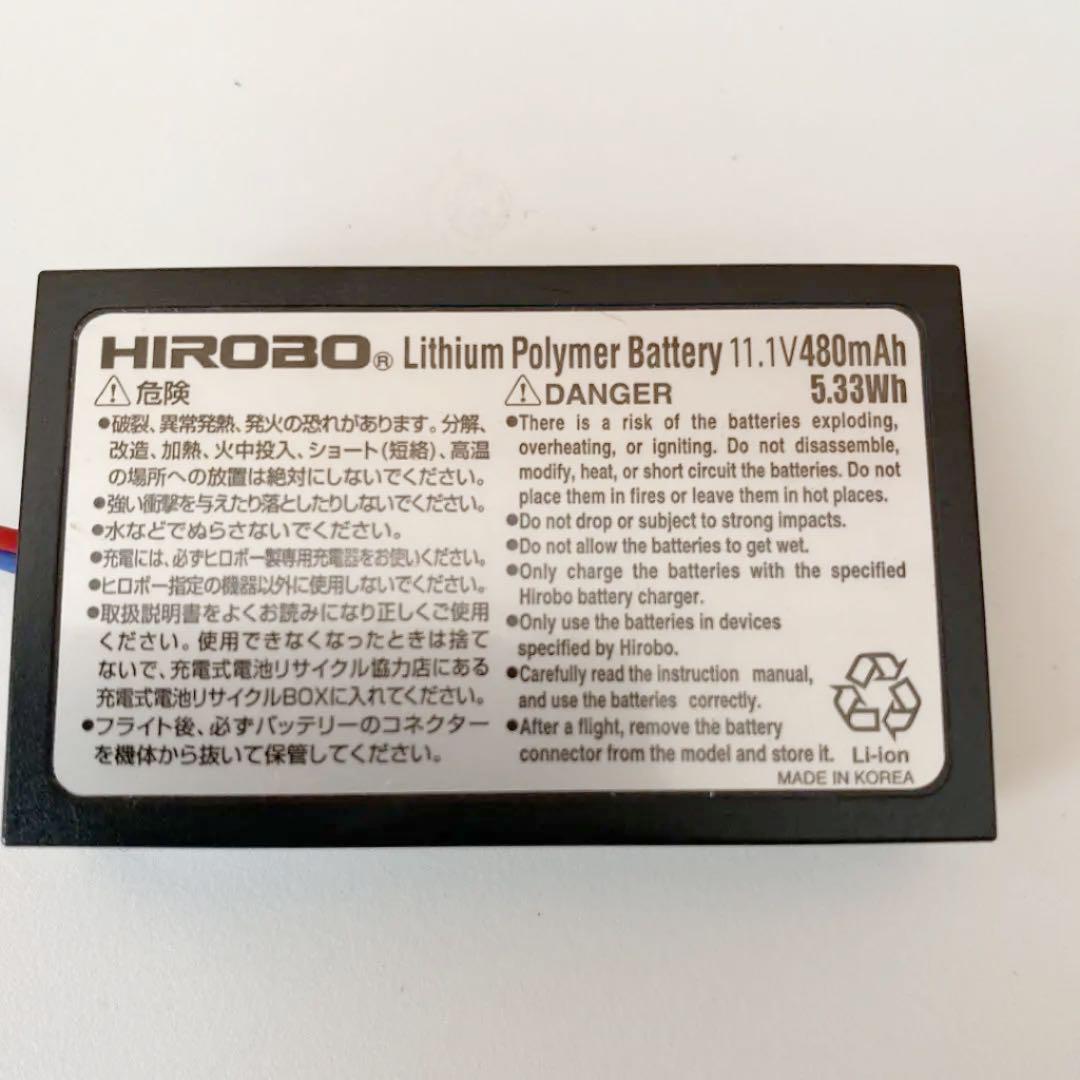 HIROBO® Lithium Polymer Battery 11.1V 480mAh
5.33Wh
⚠危険
●破裂、異常発熱、発火の恐れがあります。分解、
改造、加熱、火中投入、ショート(短絡)、高温
の場所への放置は絶対にしないでください。
●強い衝撃を与えたり落としたりしないでください。
●水などでぬらさないでください。
●充電には、必ずヒロボー製専用充電器をお使いください。
●ヒロボー指定の機器以外に使用しないでください。
●取扱説明書をよくお読みになり正しくご使用
ください。使用できなくなったときは捨て
ないで、充電式電池リサイクル協力店にある
充電式電池リサイクルBOXに入れてください。
●フライト後、必ずバッテリーのコネクター
を機体から抜いて保管してください。
⚠DANGER
●There is a risk of the batteries exploding,
overheating, or igniting. Do not disassemble,
modify, heat, or short circuit the batteries. Do not
place them in fires or leave them in hot places.
●Do not drop or subject to strong impacts.
●Do not allow the batteries to get wet.
●Only charge the batteries with the specified
Hirobo battery charger.
●Only use the batteries in devices
specified by Hirobo.
●Carefully read the instruction manual,
and use the batteries correctly.
●After a flight, remove the battery
connector from the model and store it.
Li-ion
MADE IN KOREA